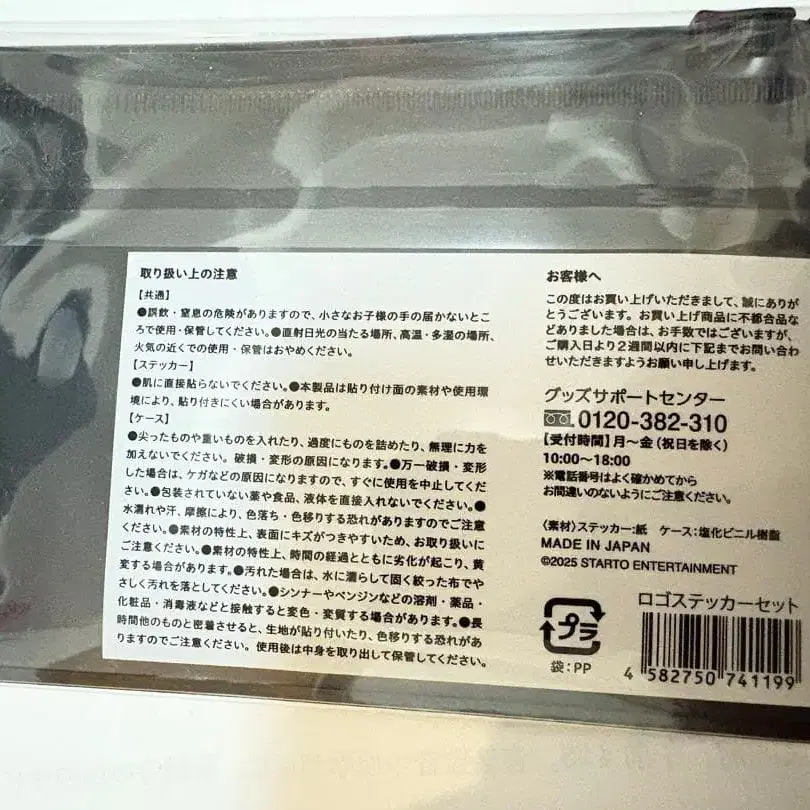 取り扱い上の注意
【共通】
●誤飲・窒息の危険がありますので、小さなお子様の手の届かないとこ
ろで使用・保管してください。●直射日光の当たる場所、高温・多湿の場所、
火気の近くでの使用・保管はおやめください。
【ステッカー】
●肌に直接貼らないでください。●本製品は貼り付け面の素材や使用環
境により、貼り付きにくい場合があります。
【ケース】
●尖ったものや重いものを入れたり、過度にものを詰めたり、無理に力を
加えないでください。破損・変形の原因になります。●万一破損・変形
した場合は、ケガなどの原因になりますので、すぐに使用を中止してくだ
さい。●包装されていない薬や食品、液体を直接入れないでください。●
水濡れや汗、摩擦により、色落ち・色移りする恐れがありますのでご注意
ください。●素材の特性上、表面にキズがつきやすいため、お取り扱いに
ご注意ください。●素材の特性上、時間の経過とともに劣化が起こり、黄
変する場合があります。●汚れた場合は、水に濡らして固く絞った布でや
さしく汚れを落としてください。●シンナーやベンジンなどの溶剤・薬品・
化粧品・消毒液などと接触すると変色・変質する場合があります。●長
時間他のものと密着させると、生地が貼り付いたり、色移りする恐れがあ
りますのでご注意ください。使用後は中身を取り出して保管してください。
お客様へ
この度はお買い上げいただきまして、誠にありが
とうございます。お買い上げ商品に不都合品な
どありました場合は、お手数ではございますが、
ご購入日より2週間以内に下記までお問い合わ
せいただきますようお願い申し上げます。
グッズサポートセンター
0120-382-310
【受付時間】月〜金(祝日を除く)
10:00〜18:00
※電話番号はよく確かめてから
お間違いのないようにご注意ください。
〈素材〉ステッカー:紙 ケース:塩化ビニル樹脂
MADE IN JAPAN
©2025 STARTO ENTERTAINMENT
ロゴステッカーセット
プラ
袋:PP
4 582750 741199